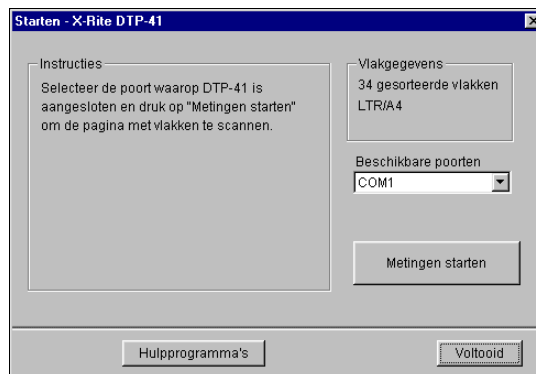 Starten - X-Rite DTP-41
Instructies
Selecteer de poort waarop DTP-41 is
aangesloten en druk op "Metingen starten"
om de pagina met vlakken te scannen.
Vlakgegevens
34 gesorteerde vlakken
LTR/A4
Beschikbare poorten
COM1
Metingen starten
Hulpprogramma's
Voltooid